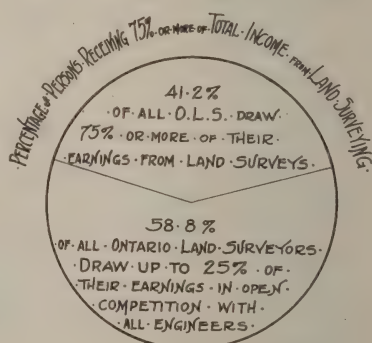 ·PERCENTAGE OF PERSONS RECEIVING 75% OR MORE OF TOTAL INCOME FROM LAND SURVEYING·
41·2%
·OF ALL·O.L.S. DRAW·
75% OR MORE OF THEIR·
·EARNINGS FROM·LAND SURVEYS·
58·8%
·OF ALL·ONTARIO LAND·SURVEYORS·
·DRAW UP TO 25% ·OF·
·THEIR EARNINGS IN OPEN·
·COMPETITION WITH·
·ALL·ENGINEERS·